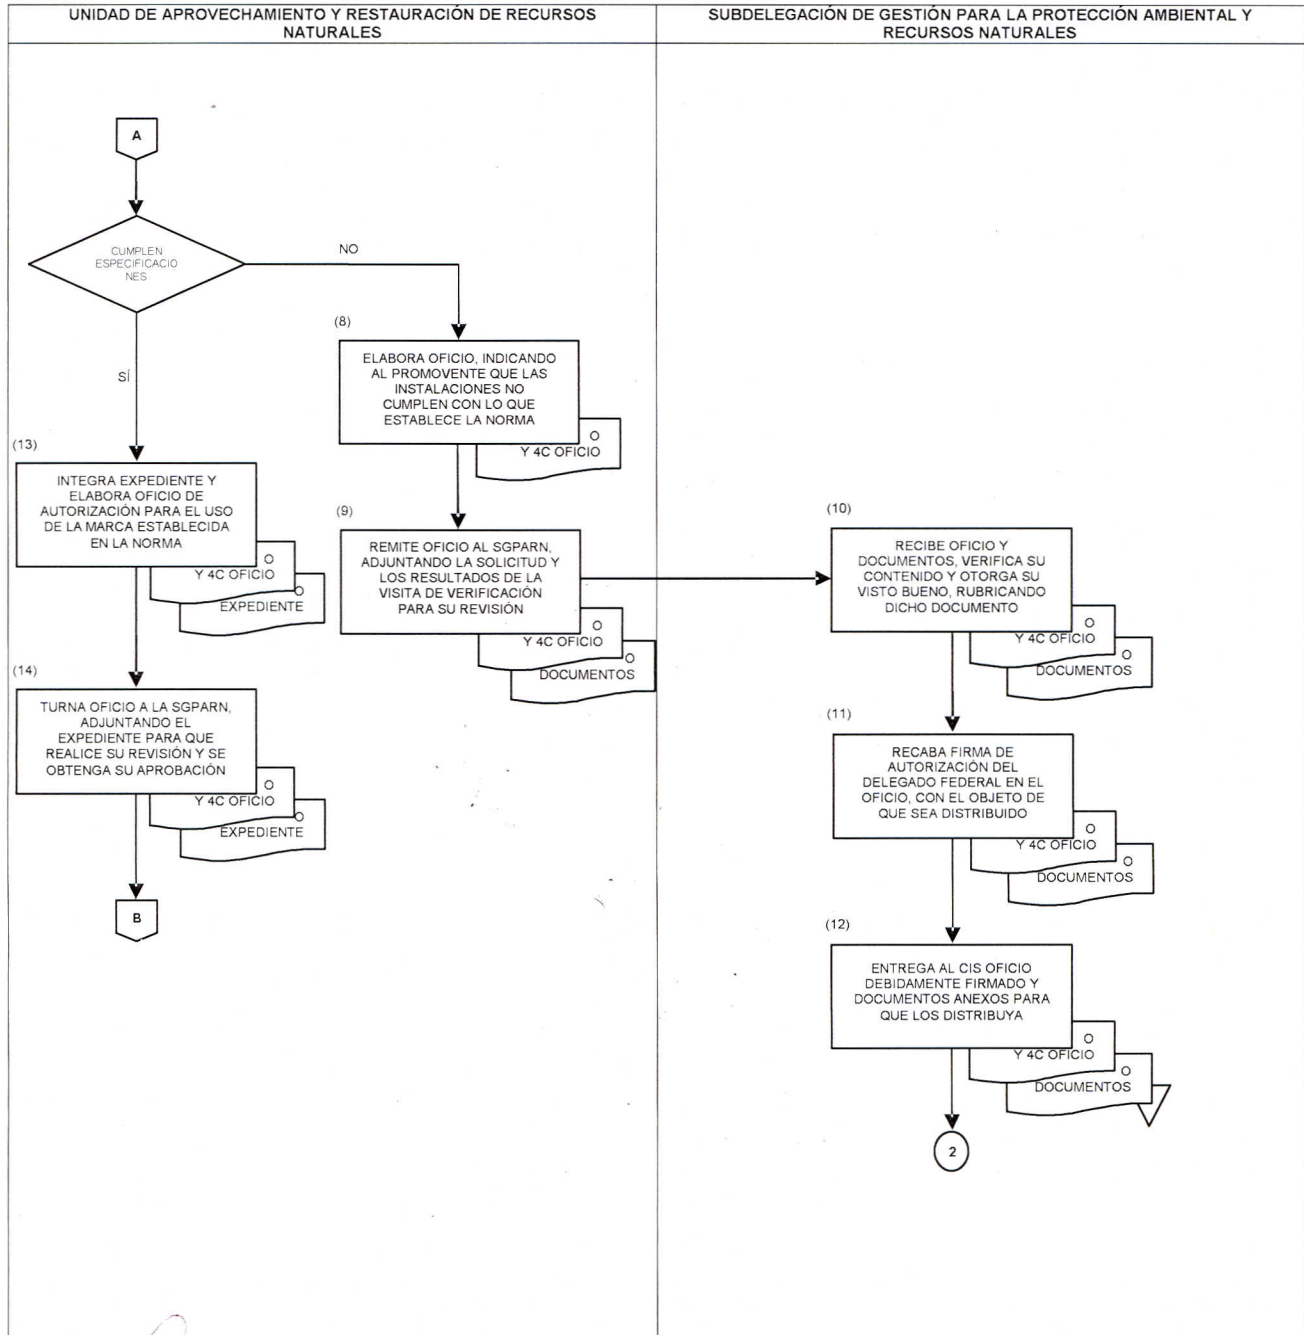 UNIDAD DE APROVECHAMIENTO Y RESTAURACIÓN DE RECURSOS
NATURALES
SUBDELEGACIÓN DE GESTIÓN PARA LA PROTECCIÓN AMBIENTAL Y
RECURSOS NATURALES
A
CUMPLEN
ESPECIFICACIO
NES
NO
SÍ
(8)
ELABORA OFICIO, INDICANDO
AL PROMOVENTE QUE LAS
INSTALACIONES NO
CUMPLEN CON LO QUE
ESTABLECE LA NORMA
O
Y 4C OFICIO
(13)
INTEGRA EXPEDIENTE Y
ELABORA OFICIO DE
AUTORIZACIÓN PARA EL USO
DE LA MARCA ESTABLECIDA
EN LA NORMA
O
Y 4C OFICIO
O
EXPEDIENTE
(9)
REMITE OFICIO AL SGPARN,
ADJUNTANDO LA SOLICITUD Y
LOS RESULTADOS DE LA
VISITA DE VERIFICACIÓN
PARA SU REVISIÓN
O
Y 4C OFICIO
O
DOCUMENTOS
(10)
RECIBE OFICIO Y
DOCUMENTOS, VERIFICA SU
CONTENIDO Y OTORGA SU
VISTO BUENO, RUBRICANDO
DICHO DOCUMENTO
O
Y 4C OFICIO
O
DOCUMENTOS
(14)
TURNA OFICIO A LA SGPARN,
ADJUNTANDO EL
EXPEDIENTE PARA QUE
REALICE SU REVISIÓN Y SE
OBTENGA SU APROBACIÓN
O
Y 4C OFICIO
O
EXPEDIENTE
B
(11)
RECABA FIRMA DE
AUTORIZACIÓN DEL
DELEGADO FEDERAL EN EL
OFICIO, CON EL OBJETO DE
QUE SEA DISTRIBUIDO
O
Y 4C OFICIO
O
DOCUMENTOS
(12)
ENTREGA AL CIS OFICIO
DEBIDAMENTE FIRMADO Y
DOCUMENTOS ANEXOS PARA
QUE LOS DISTRIBUYA
O
Y 4C OFICIO
O
DOCUMENTOS
2